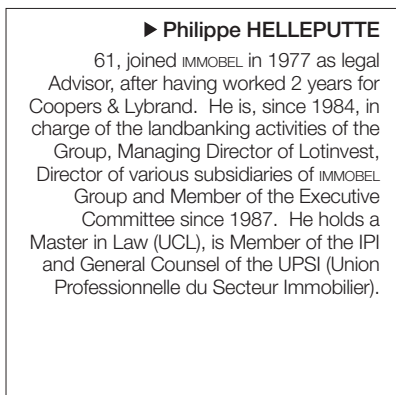 ▶ Philippe HELLEPUTTE
61, joined IMMOBEL in 1977 as legal
Advisor, after having worked 2 years for
Coopers & Lybrand. He is, since 1984, in
charge of the landbanking activities of the
Group, Managing Director of Lotinvest,
Director of various subsidiaries of IMMOBEL
Group and Member of the Executive
Committee since 1987. He holds a
Master in Law (UCL), is Member of the IPI
and General Counsel of the UPSI (Union
Professionnelle du Secteur Immobilier).